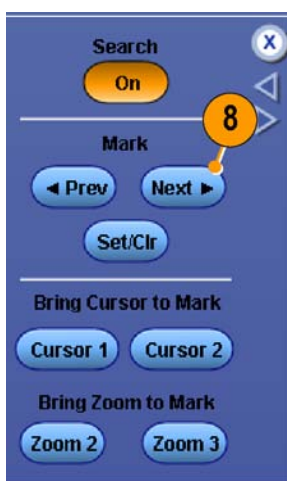 Search
X
On
8
Mark
◄ Prev Next ►
Set/Clr
Bring Cursor to Mark
Cursor 1 Cursor 2
Bring Zoom to Mark
Zoom 2 Zoom 3